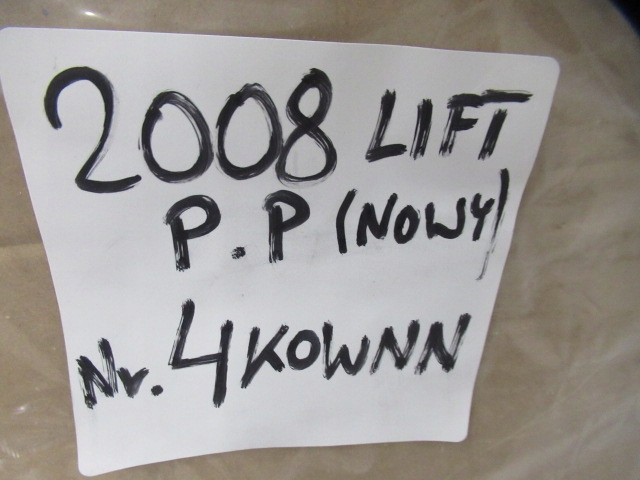 2008 LIFT
P.P (NOWY)
Nr. 4KOWNN